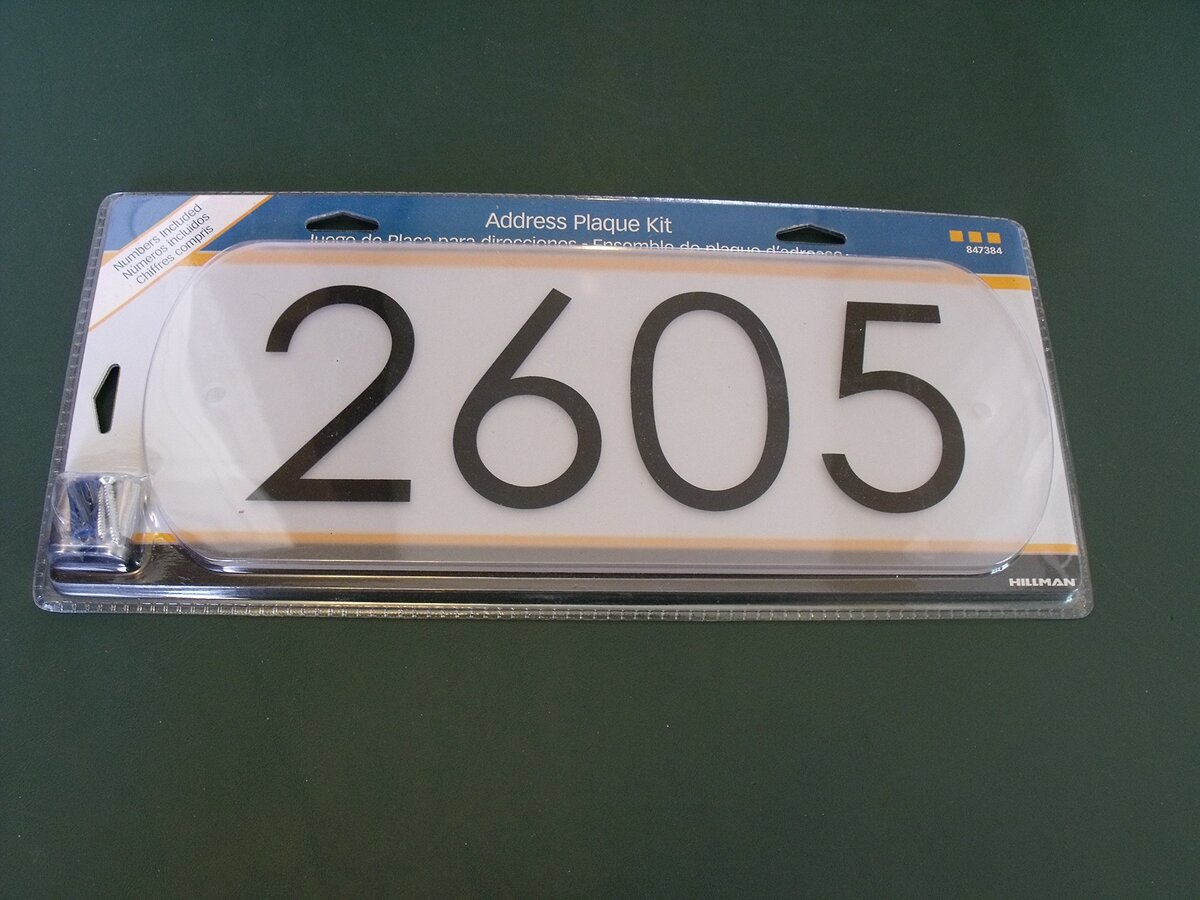 Numbers Included
Números incluidos
Chiffres compris
Address Plaque Kit
Juego de Placa para direcciones • Ensemble de plaque d'adresse
847384
2605
HILLMAN